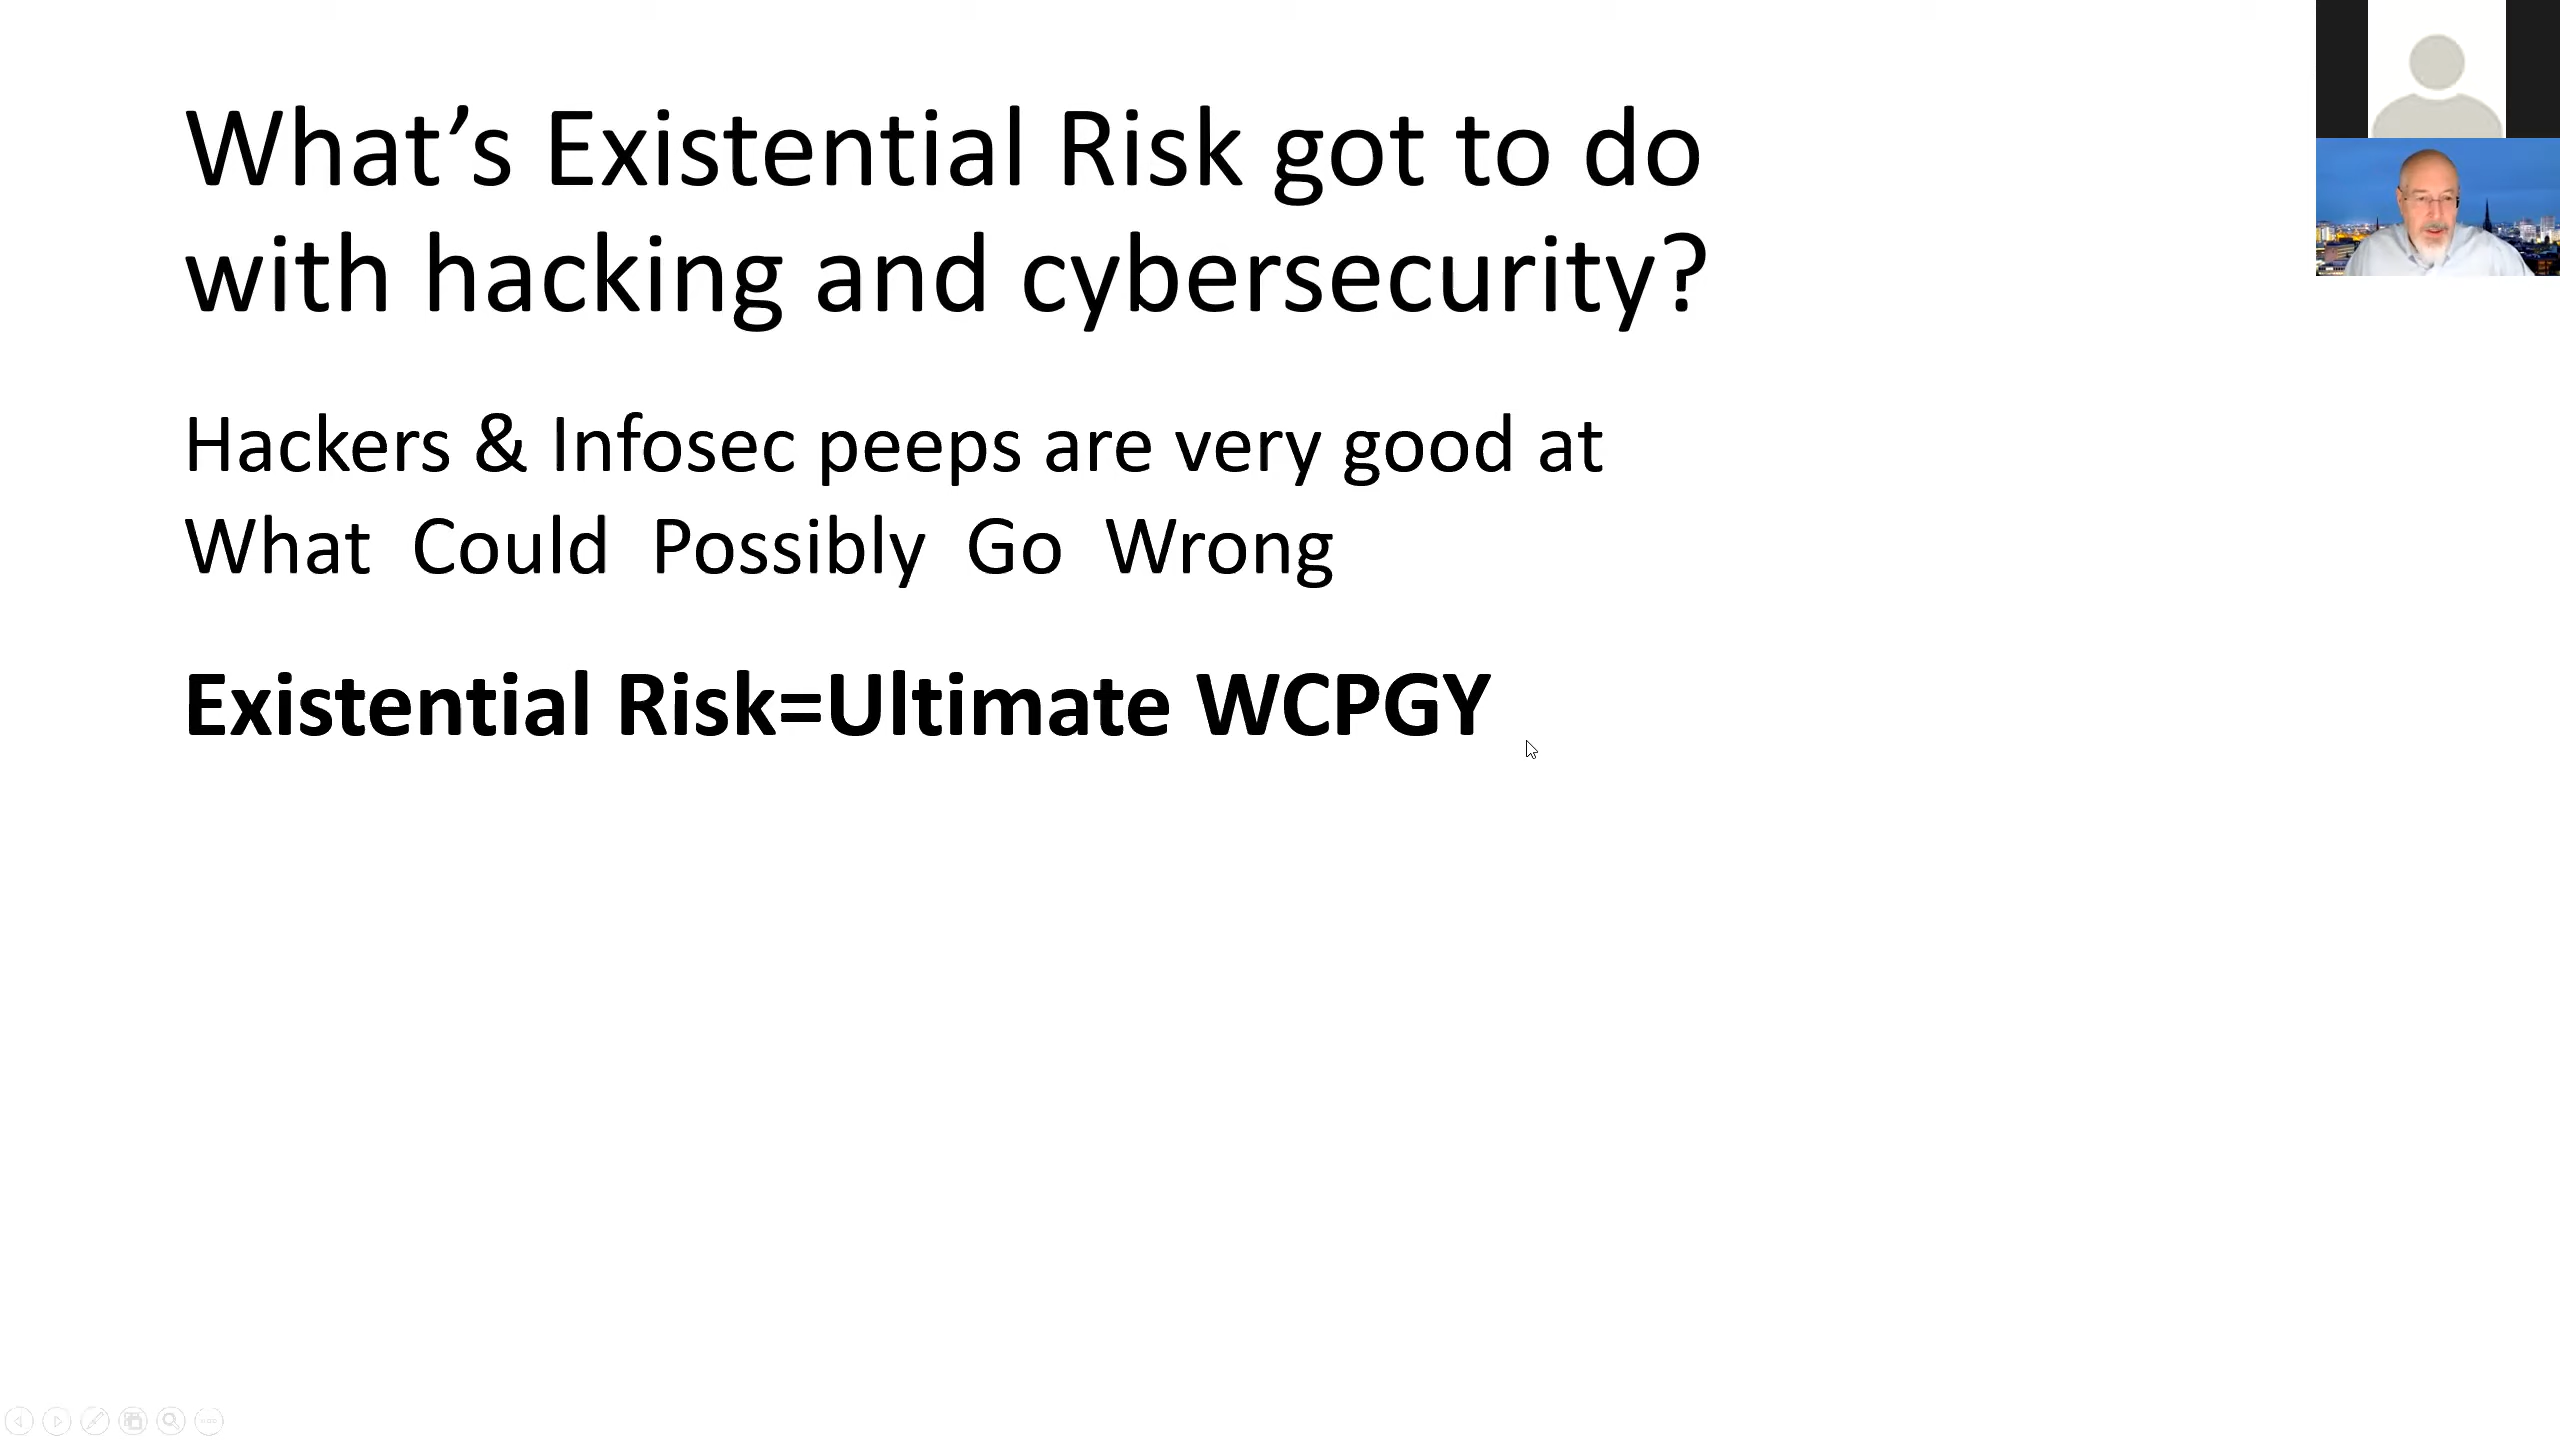 What’s Existential Risk got to do
with hacking and cybersecurity?
Hackers & Infosec peeps are very good at
What Could Possibly Go Wrong
Existential Risk=Ultimate WCPGY